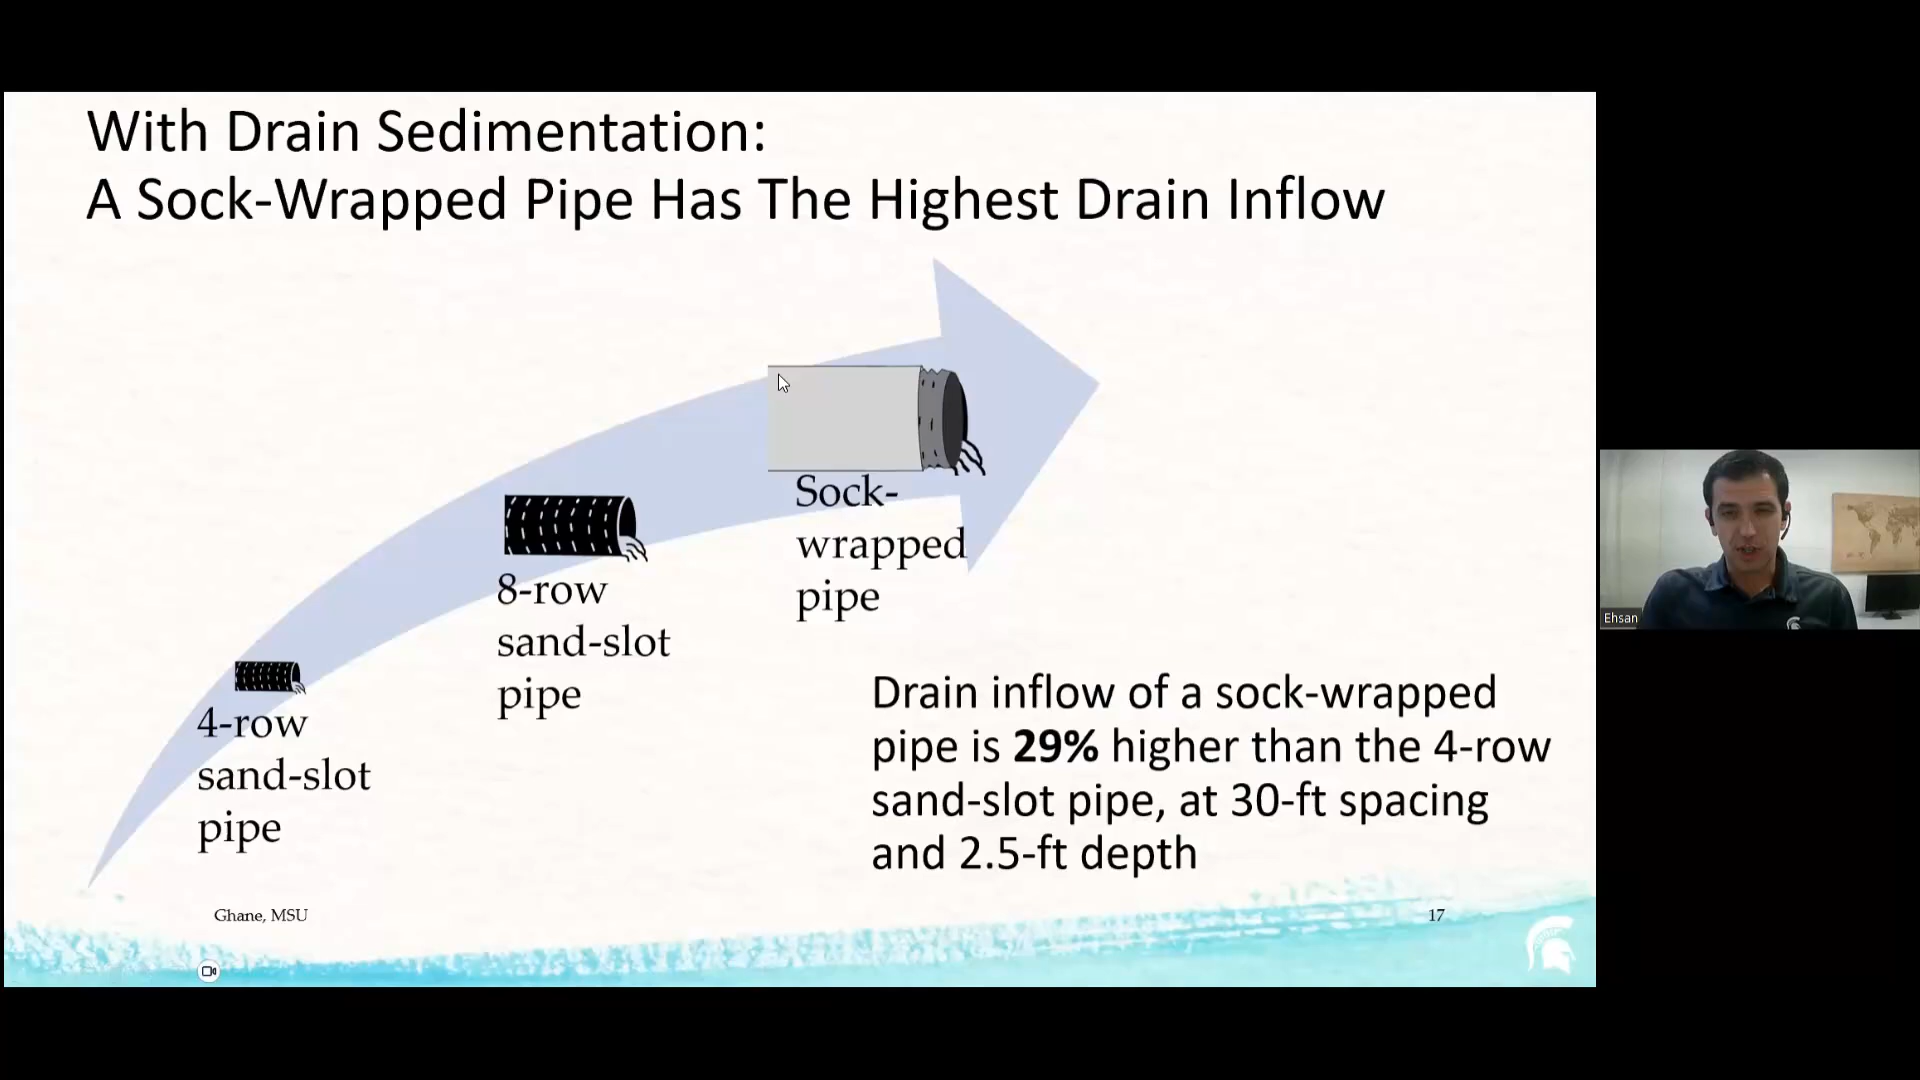 With Drain Sedimentation:
A Sock-Wrapped Pipe Has The Highest Drain Inflow
Sock-
wrapped
pipe
8-row
sand-slot
pipe
4-row
sand-slot
pipe
Drain inflow of a sock-wrapped
pipe is 29% higher than the 4-row
sand-slot pipe, at 30-ft spacing
and 2.5-ft depth
Ghane, MSU
17
Ehsan